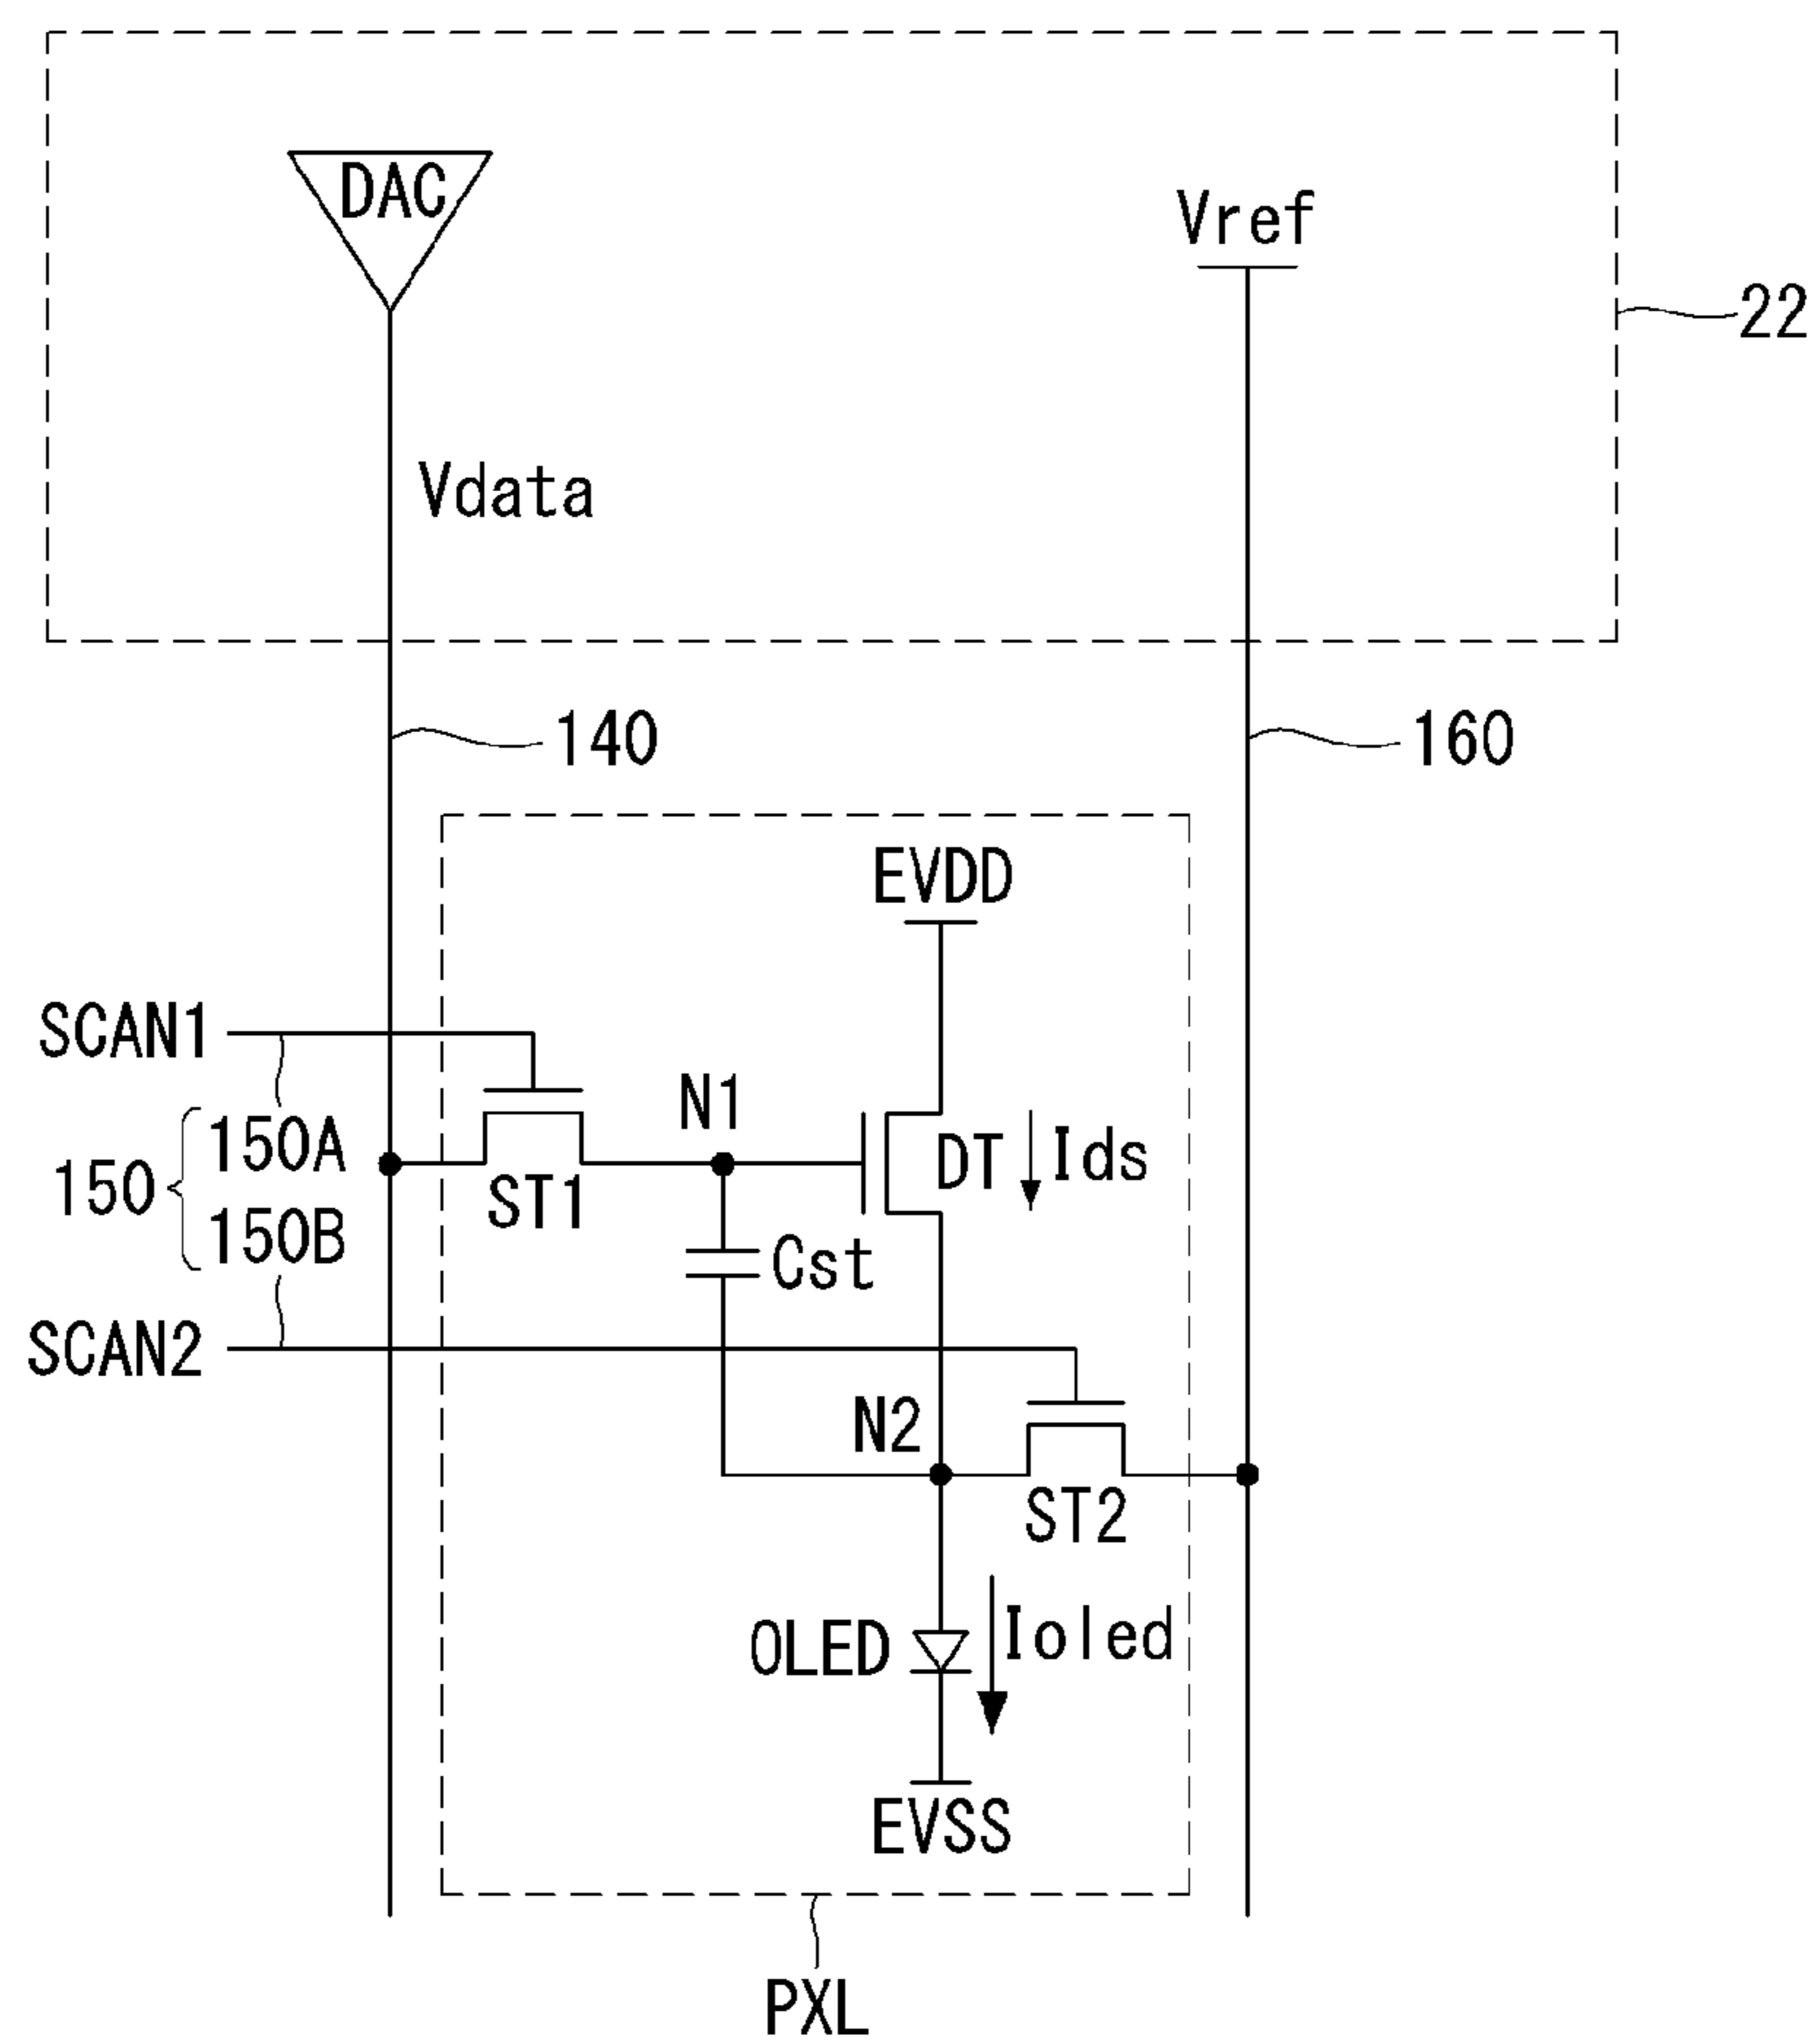 DAC
Vref
22
Vdata
140
160
EVDD
SCAN1
N1
150A
DT
Ids
150
ST1
150B
Cst
SCAN2
N2
ST2
OLED
Ioled
EVSS
PXL